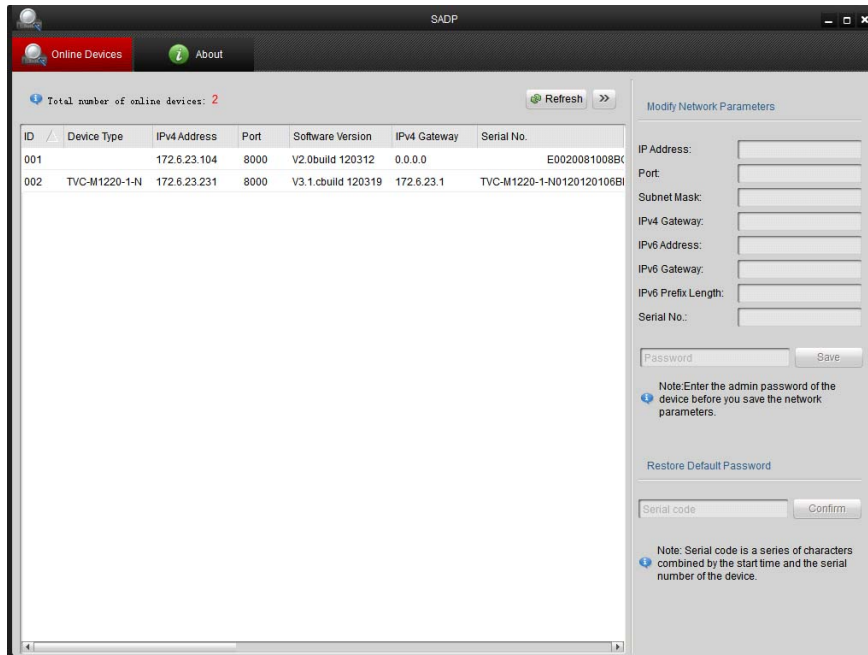 SADP
Online Devices About
Total number of online devices: 2
Refresh
ID Device Type IPv4 Address Port Software Version IPv4 Gateway Serial No.
001 172.6.23.104 8000 V2.0build 120312 0.0.0.0 E0020081008B
002 TVC-M1220-1-N 172.6.23.231 8000 V3.1.cbuild 120319 172.6.23.1 TVC-M1220-1-N0120120106B
Modify Network Parameters
IP Address:
Port:
Subnet Mask:
IPv4 Gateway:
IPv6 Address:
IPv6 Gateway:
IPv6 Prefix Length:
Serial No.:
Password Save
Note:Enter the admin password of the
device before you save the network
parameters.
Restore Default Password
Serial code Confirm
Note: Serial code is a series of characters
combined by the start time and the serial
number of the device.